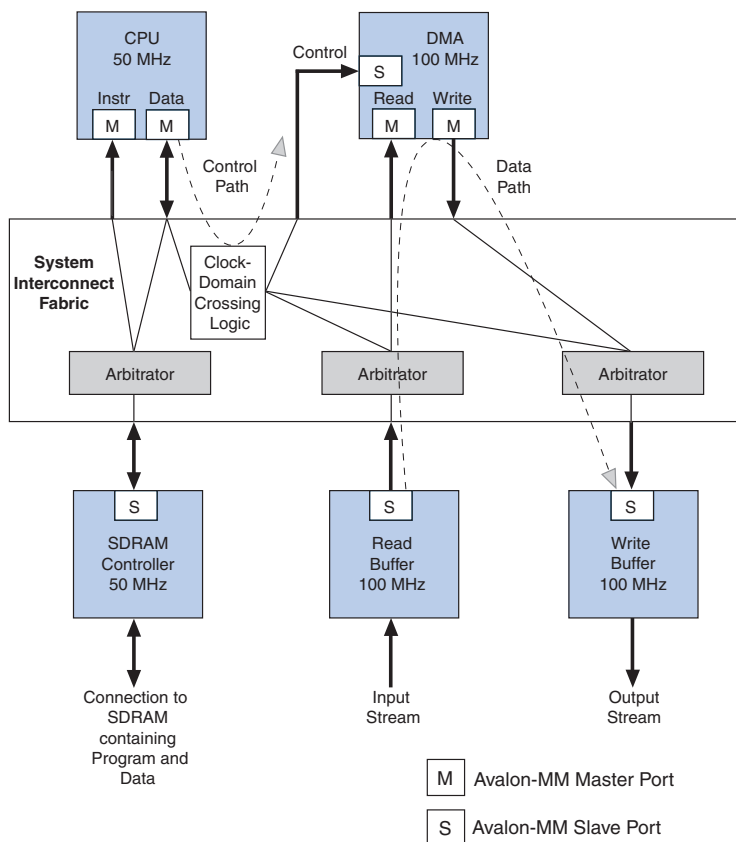 CPU
50 MHz
Instr Data
M M
Control
DMA
100 MHz
S
Read Write
M M
Control
Path
Data
Path
System
Interconnect
Fabric
Clock-
Domain
Crossing
Logic
Arbitrator
Arbitrator
Arbitrator
S
SDRAM
Controller
50 MHz
S
Read
Buffer
100 MHz
S
Write
Buffer
100 MHz
Connection to
SDRAM
containing
Program and
Data
Input
Stream
Output
Stream
M Avalon-MM Master Port
S Avalon-MM Slave Port